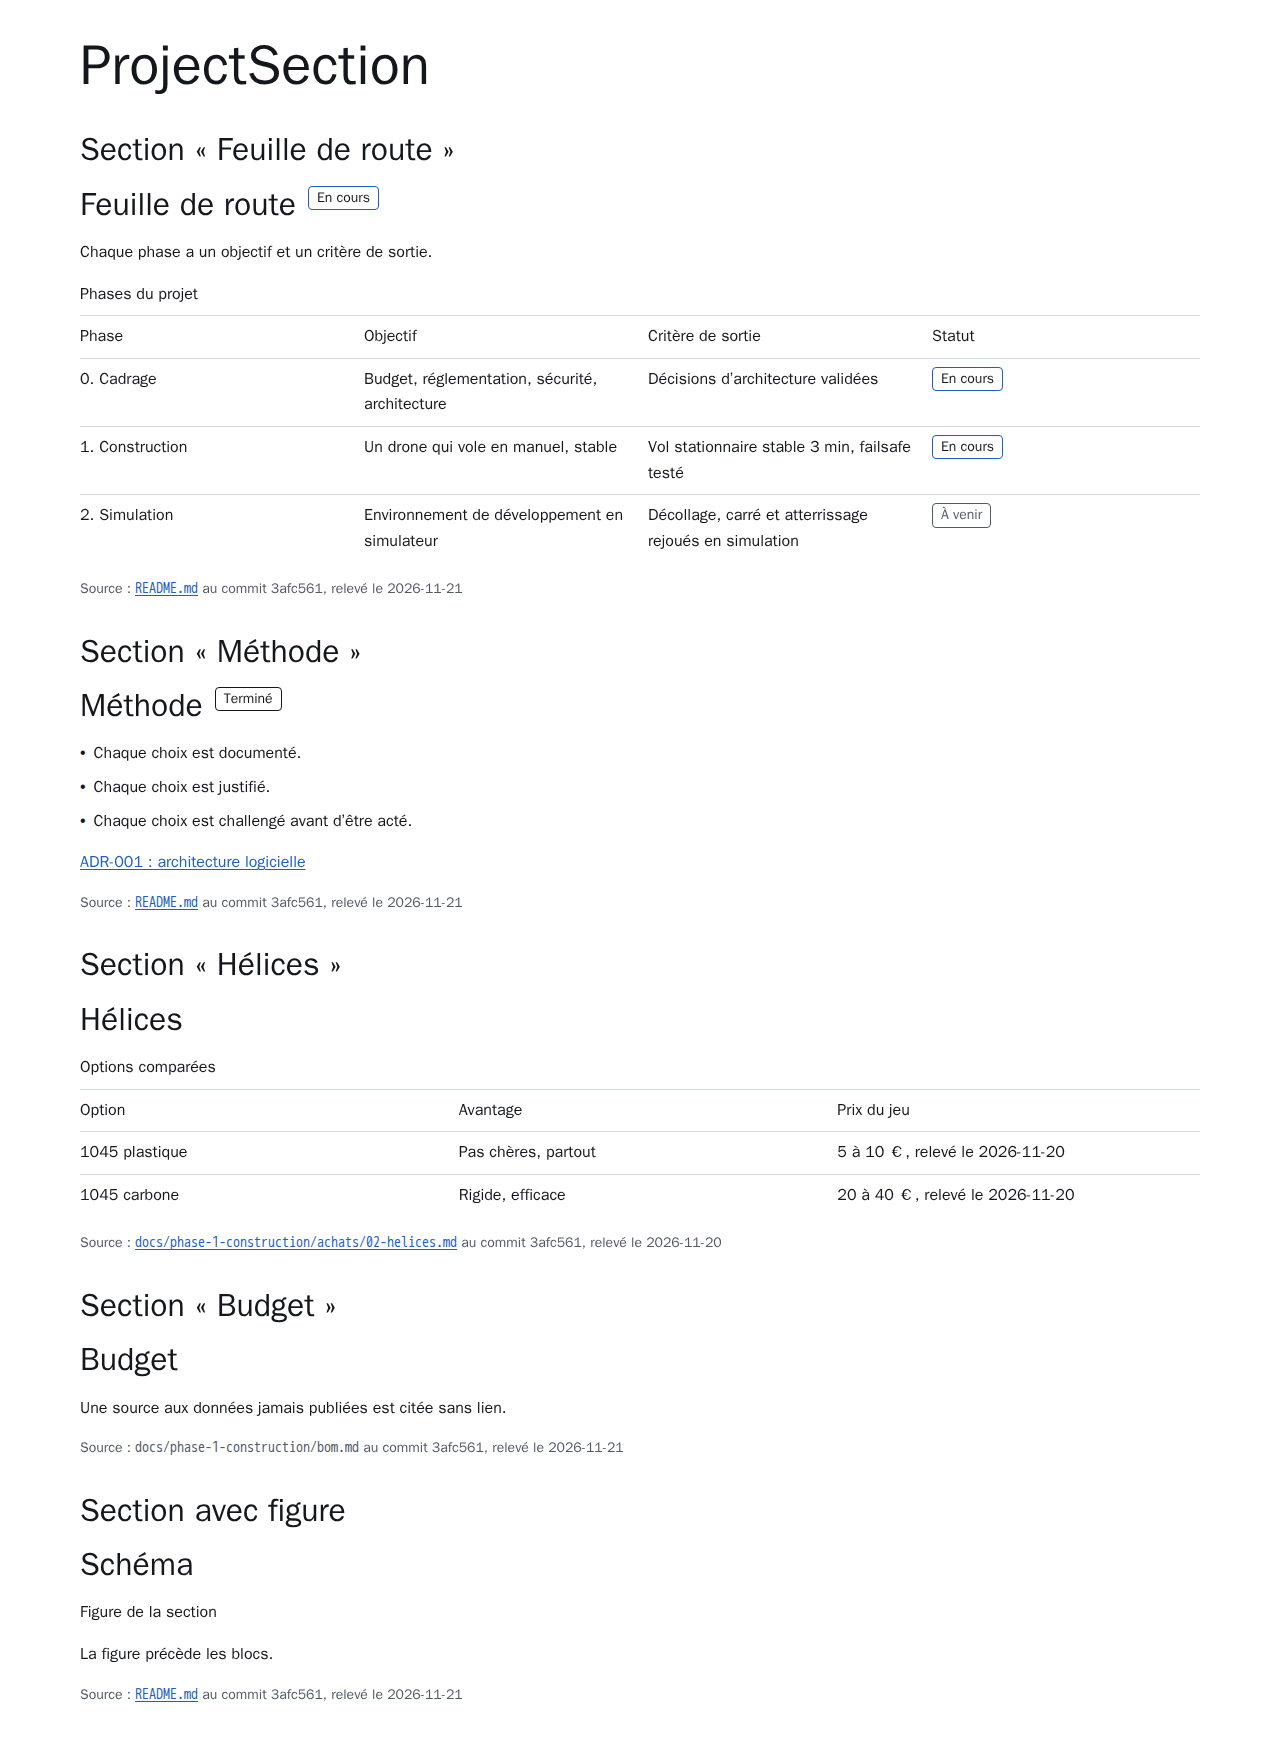 ProjectSection
Section « Feuille de route »
Feuille de route En cours
Chaque phase a un objectif et un critère de sortie.
Phases du projet
Phase Objectif Critère de sortie Statut
0. Cadrage Budget, réglementation, sécurité, Décisions d'architecture validées En cours
architecture
1. Construction Un drone qui vole en manuel, stable Vol stationnaire stable 3 min, failsafe En cours
testé
2. Simulation Environnement de développement en Décollage, carré et atterrissage À venir
simulateur rejoués en simulation
Source : README.md au commit 3afc561, relevé le 2026-11-21
Section « Méthode »
Méthode Terminé
• Chaque choix est documenté.
• Chaque choix est justifié.
• Chaque choix est challengé avant d'être acté.
ADR-001 : architecture logicielle
Source : README.md au commit 3afc561, relevé le 2026-11-21
Section « Hélices »
Hélices
Options comparées
Option Avantage Prix du jeu
1045 plastique Pas chères, partout 5 à 10 €, relevé le 2026-11-20
1045 carbone Rigide, efficace 20 à 40 €, relevé le 2026-11-20
Source : docs/phase-1-construction/achats/02-helices.md au commit 3afc561, relevé le 2026-11-20
Section « Budget »
Budget
Une source aux données jamais publiées est citée sans lien.
Source : docs/phase-1-construction/bom.md au commit 3afc561, relevé le 2026-11-21
Section avec figure
Schéma
Figure de la section
La figure précède les blocs.
Source : README.md au commit 3afc561, relevé le 2026-11-21